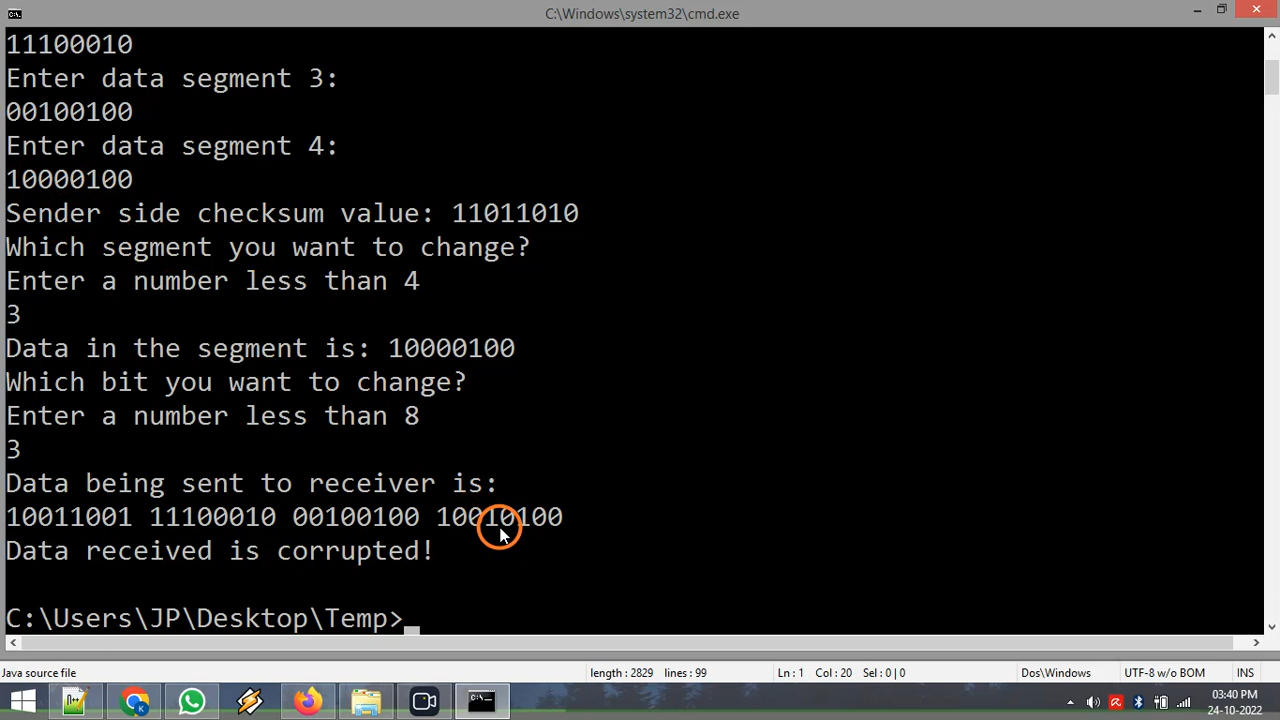 C:\Windows\system32\cmd.exe
11100010
Enter data segment 3:
00100100
Enter data segment 4:
10000100
Sender side checksum value: 11011010
Which segment you want to change?
Enter a number less than 4
3
Data in the segment is: 10000100
Which bit you want to change?
Enter a number less than 8
3
Data being sent to receiver is:
10011001 11100010 00100100 10010100
Data received is corrupted!
C:\Users\JP\Desktop\Temp>
Java source file length : 2829 lines : 99 Ln : 1 Col : 20 Sel : 0 | 0 Dos\Windows UTF-8 w/o BOM INS
03:40 PM
24-10-2022